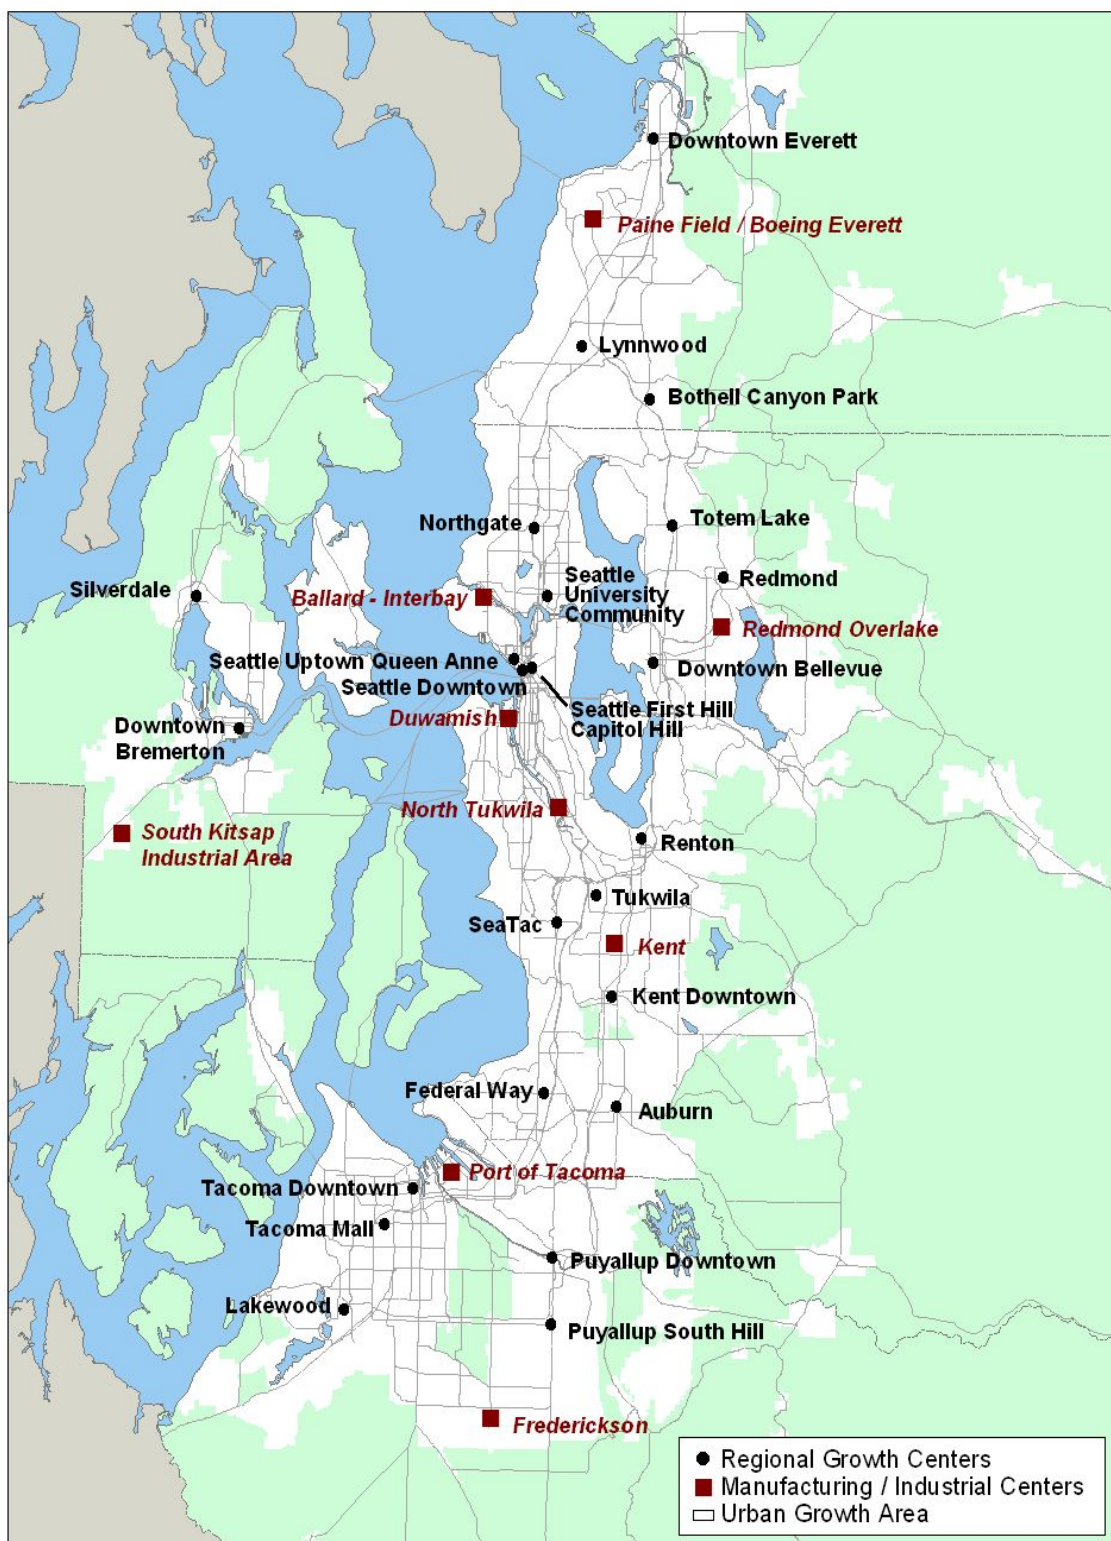 Downtown Everett
Paine Field / Boeing Everett
Lynnwood
Bothell Canyon Park
Northgate
Totem Lake
Silverdale
Ballard - Interbay
Seattle
University
Community
Redmond
Redmond Overlake
Seattle Uptown Queen Anne
Seattle Downtown
Downtown Bellevue
Duwamish
Seattle First Hill
Capitol Hill
Downtown
Bremerton
North Tukwila
South Kitsap
Industrial Area
Renton
Tukwila
SeaTac
Kent
Kent Downtown
Federal Way
Auburn
Port of Tacoma
Tacoma Downtown
Tacoma Mall
Puyallup Downtown
Lakewood
Puyallup South Hill
Frederickson
Regional Growth Centers
Manufacturing / Industrial Centers
Urban Growth Area